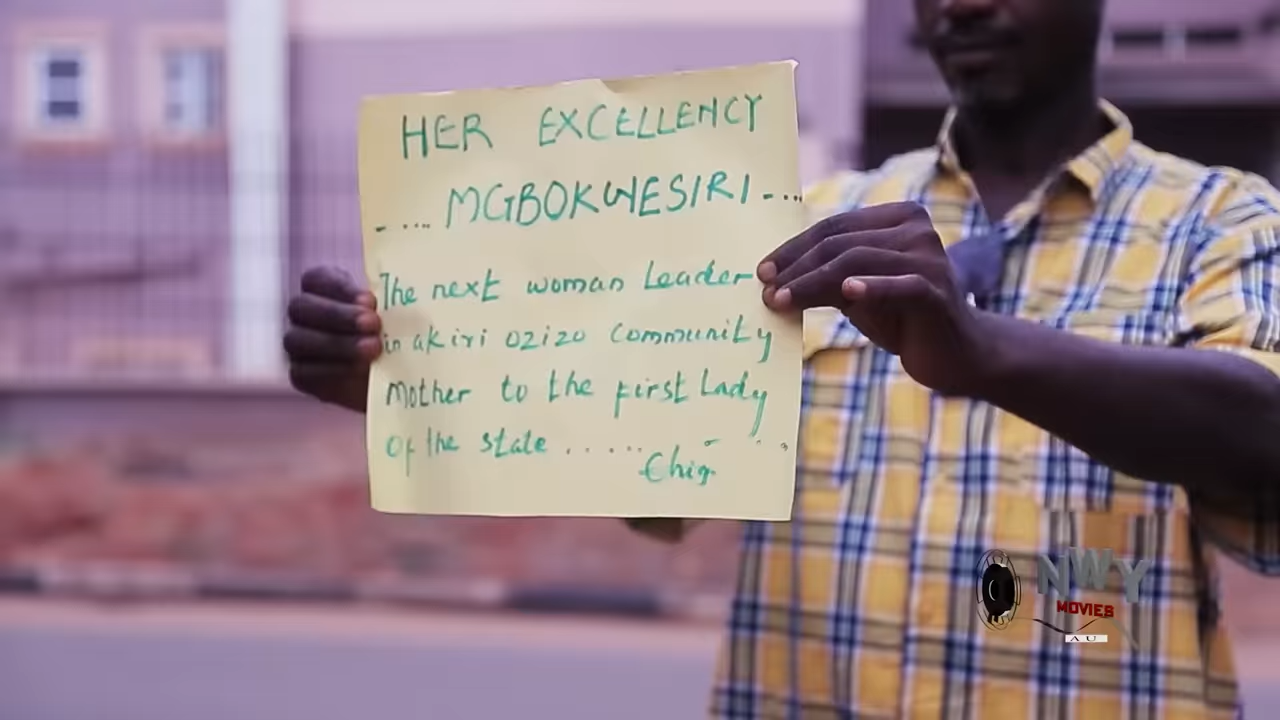 HER EXCELLENCY
- .... MGBOKWESIRI - ...
The next woman Leader
in akiri ozizo community
Mother to the first Lady
of the state ......
NWY
MOVIES
AU